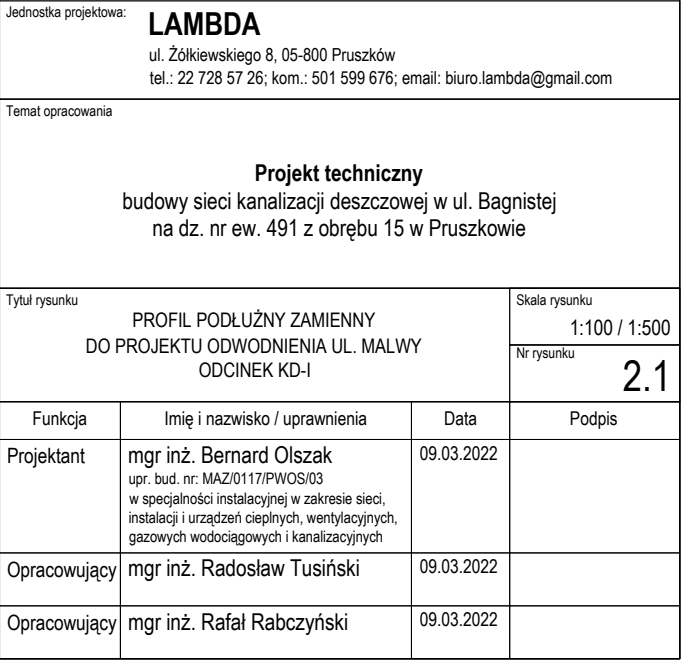 Jednostka projektowa:
LAMBDA
ul. Żółkiewskiego 8, 05-800 Pruszków
tel.: 22 728 57 26; kom.: 501 599 676; email: biuro.lambda@gmail.com
Temat opracowania
Projekt techniczny
budowy sieci kanalizacji deszczowej w ul. Bagnistej
na dz. nr ew. 491 z obrębu 15 w Pruszkowie
Tytuł rysunku
PROFIL PODŁUŻNY ZAMIENNY
DO PROJEKTU ODWODNIENIA UL. MALWY
ODCINEK KD-I
Skala rysunku
1:100 / 1:500
Nr rysunku
2.1
Funkcja Imię i nazwisko / uprawnienia Data Podpis
Projektant mgr inż. Bernard Olszak 09.03.2022
upr. bud. nr: MAZ/0117/PWOS/03
w specjalności instalacyjnej w zakresie sieci,
instalacji i urządzeń cieplnych, wentylacyjnych,
gazowych wodociągowych i kanalizacyjnych
Opracowujący mgr inż. Radosław Tusiński 09.03.2022
Opracowujący mgr inż. Rafał Rabczyński 09.03.2022